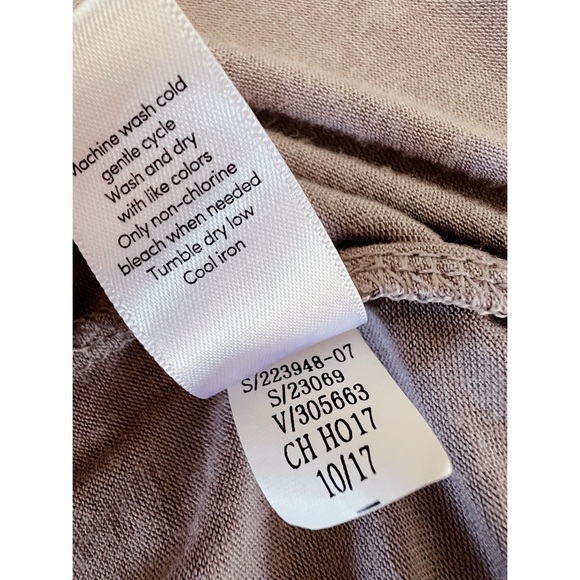 Machine wash cold
gentle cycle
Wash and dry
with like colors
Only non-chlorine
bleach when needed
Tumble dry low
Cool iron
S/223948-07
S/23069
V/305663
CH HO17
10/17